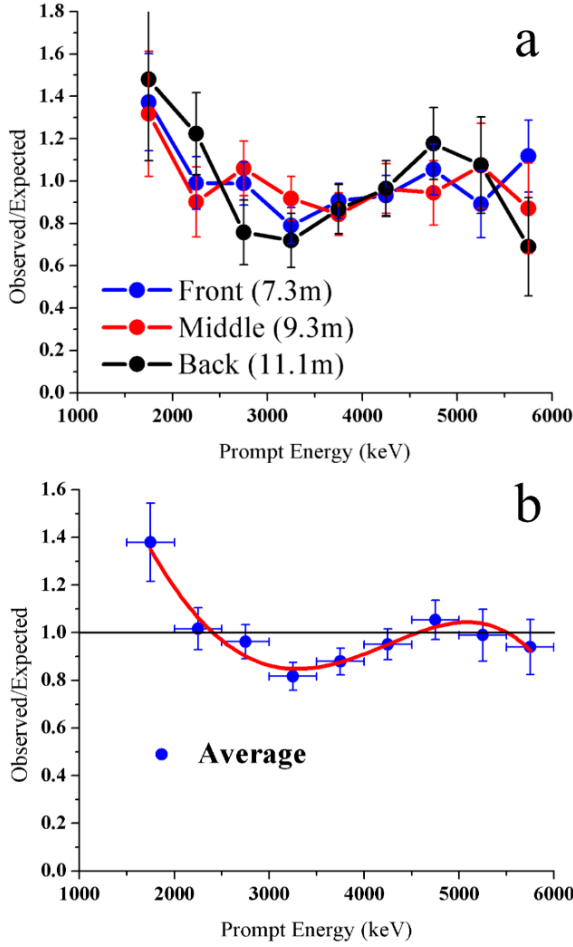 a
1.8
1.6
1.4
1.2
1.0
0.8
0.6
0.4
0.2
0.0
Observed/Expected
Front (7.3m)
Middle (9.3m)
Back (11.1m)
1000 2000 3000 4000 5000 6000
Prompt Energy (keV)
b
1.6
1.4
1.2
1.0
0.8
0.6
0.4
0.2
0.0
Observed/Expected
Average
1000 2000 3000 4000 5000 6000
Prompt Energy (keV)